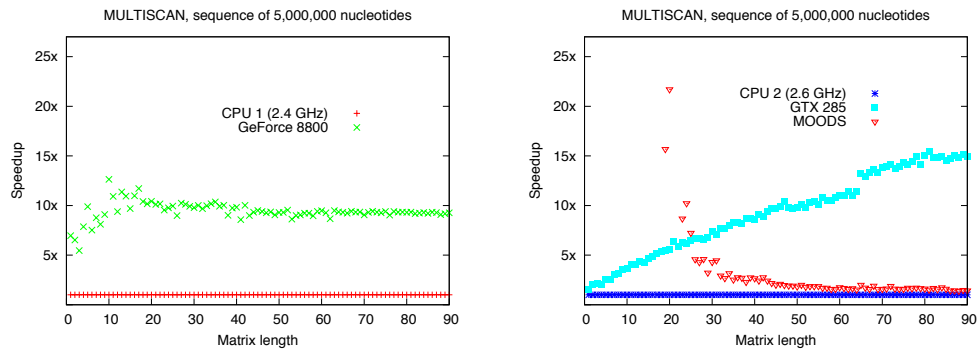 MULTISCAN, sequence of 5,000,000 nucleotides
25x
20x
15x
10x
5x
Speedup
CPU 1 (2.4 GHz)
GeForce 8800
0 10 20 30 40 50 60 70 80 90
Matrix length
MULTISCAN, sequence of 5,000,000 nucleotides
25x
20x
15x
10x
5x
Speedup
CPU 2 (2.6 GHz)
GTX 285
MOODS
0 10 20 30 40 50 60 70 80 90
Matrix length